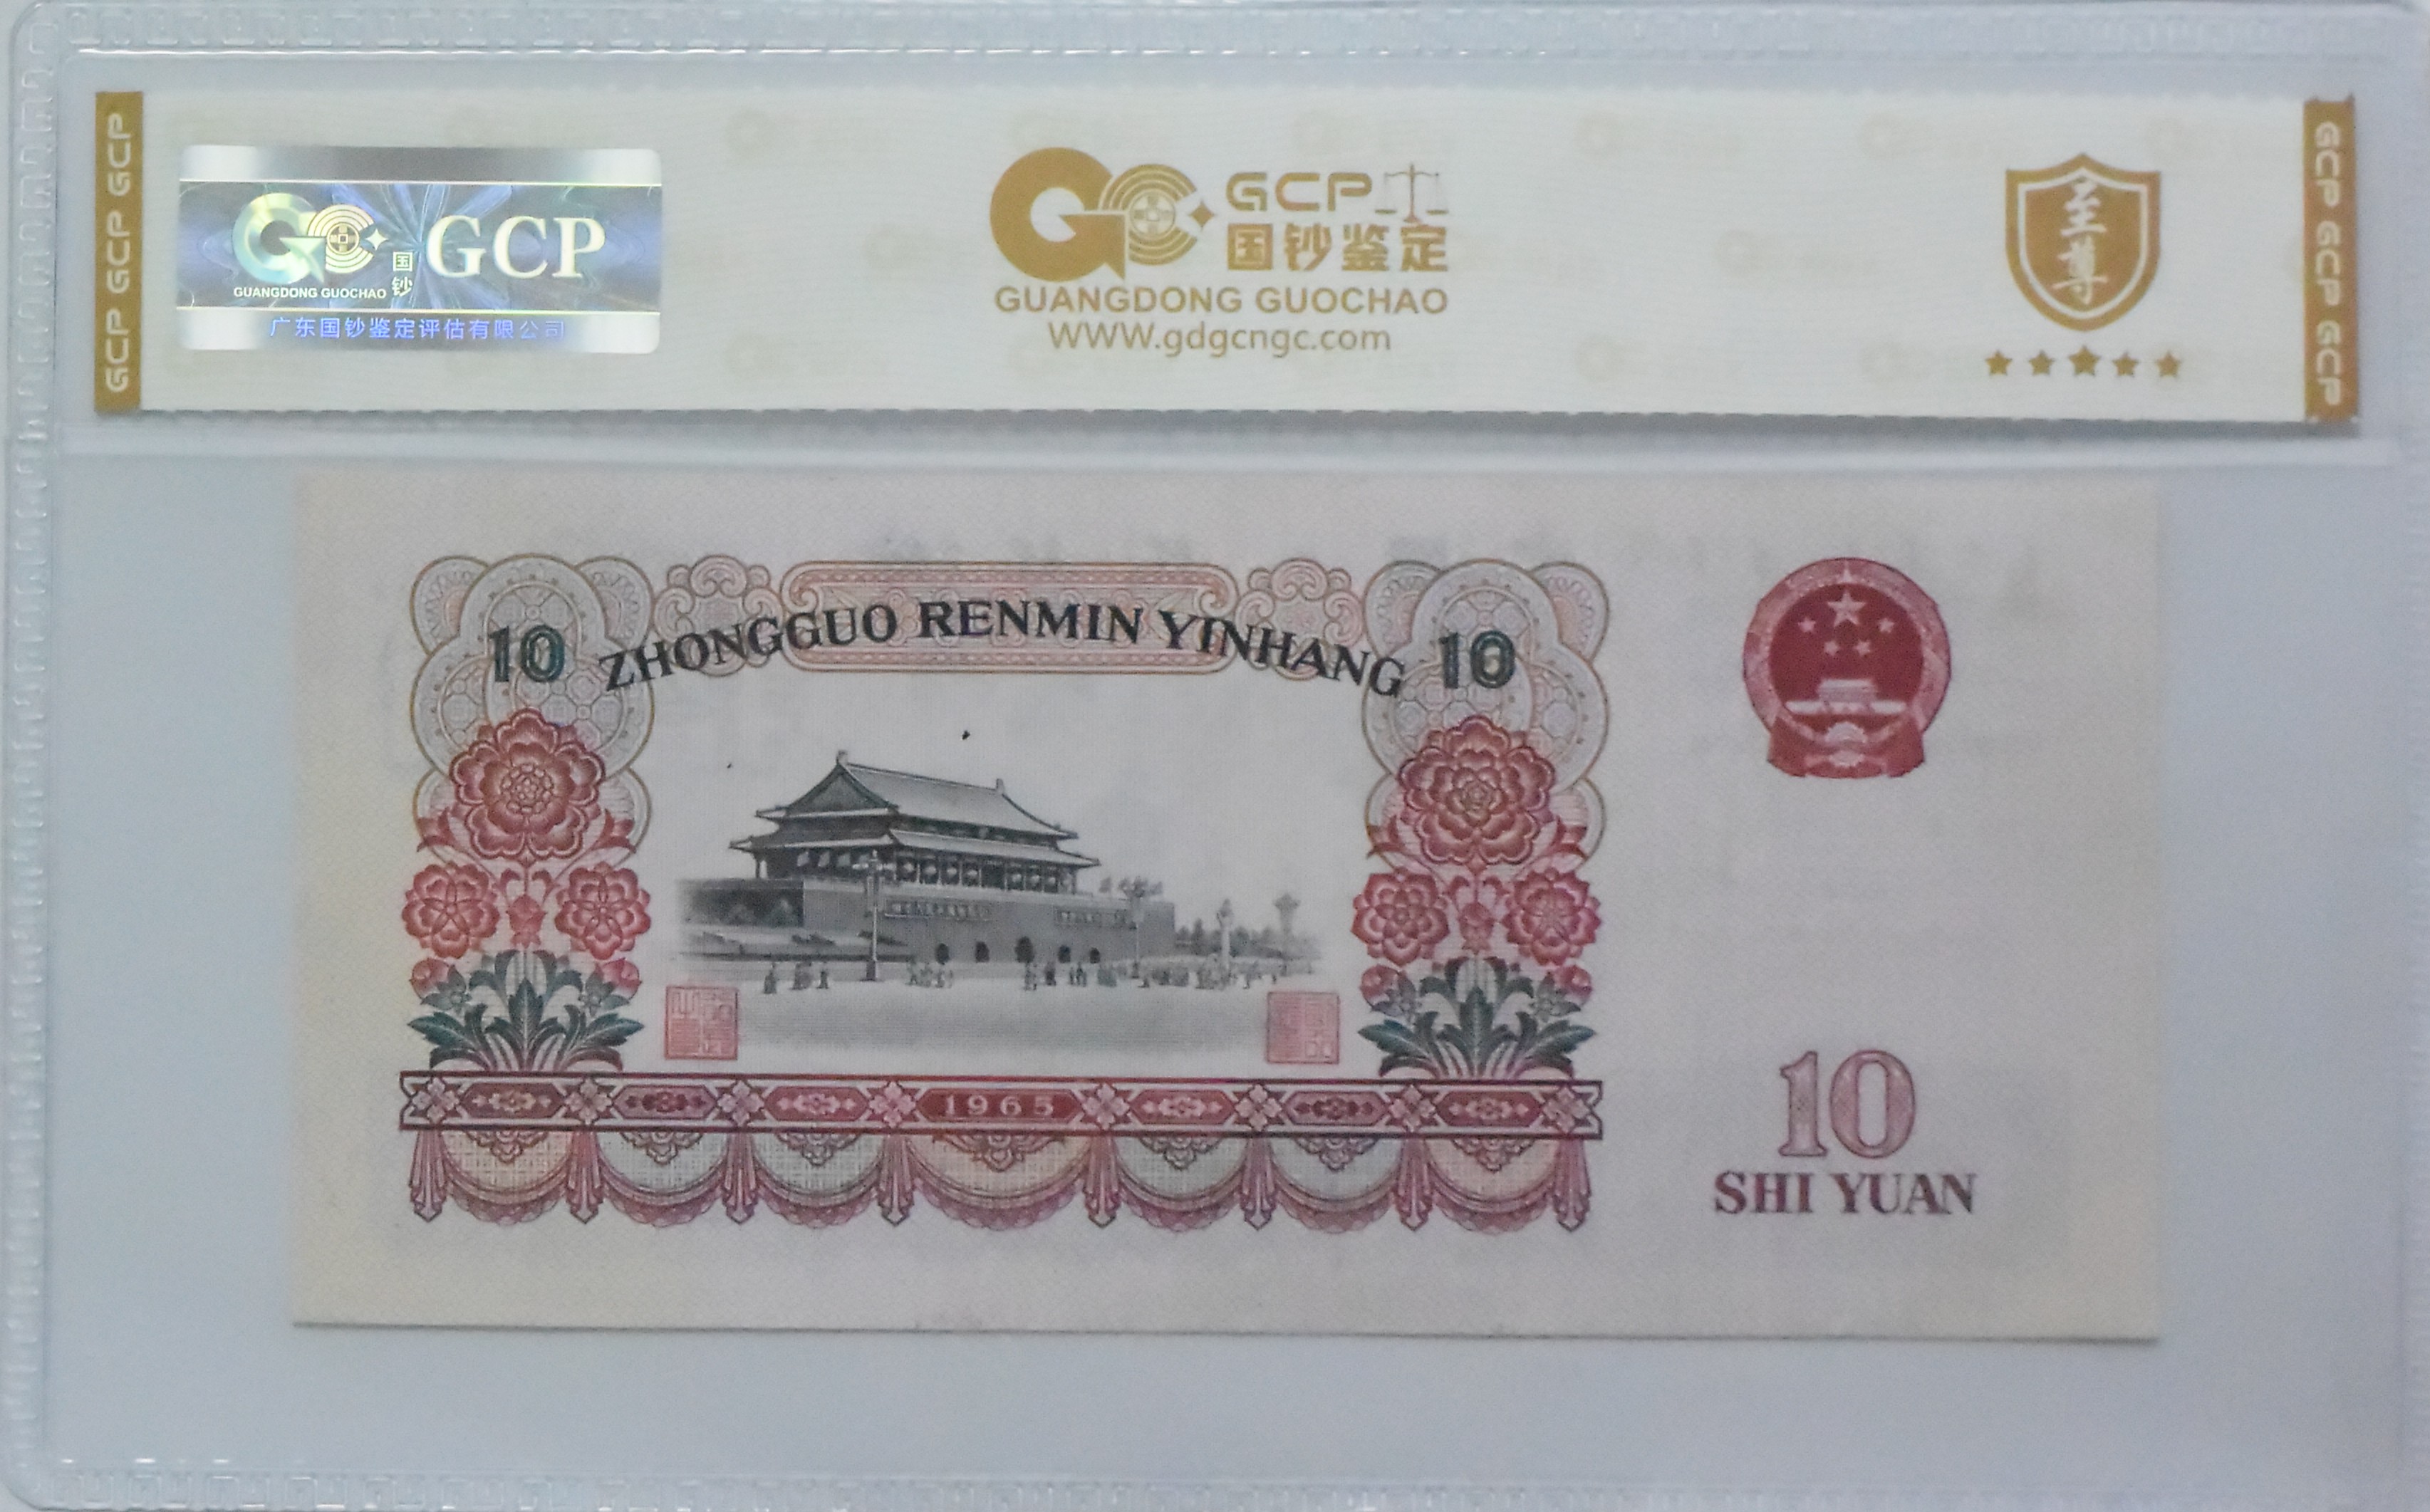 GCP GCP GCP
GCP
国钞
GUANGDONG GUOCHAO
广东国钞鉴定评估有限公司
GCP
国钞鉴定
GUANGDONG GUOCHAO
WWW.gdgcngc.com
至尊
GCP GCP GCP
10 ZHONGGUO RENMIN YINHANG 10
1965
10
SHI YUAN